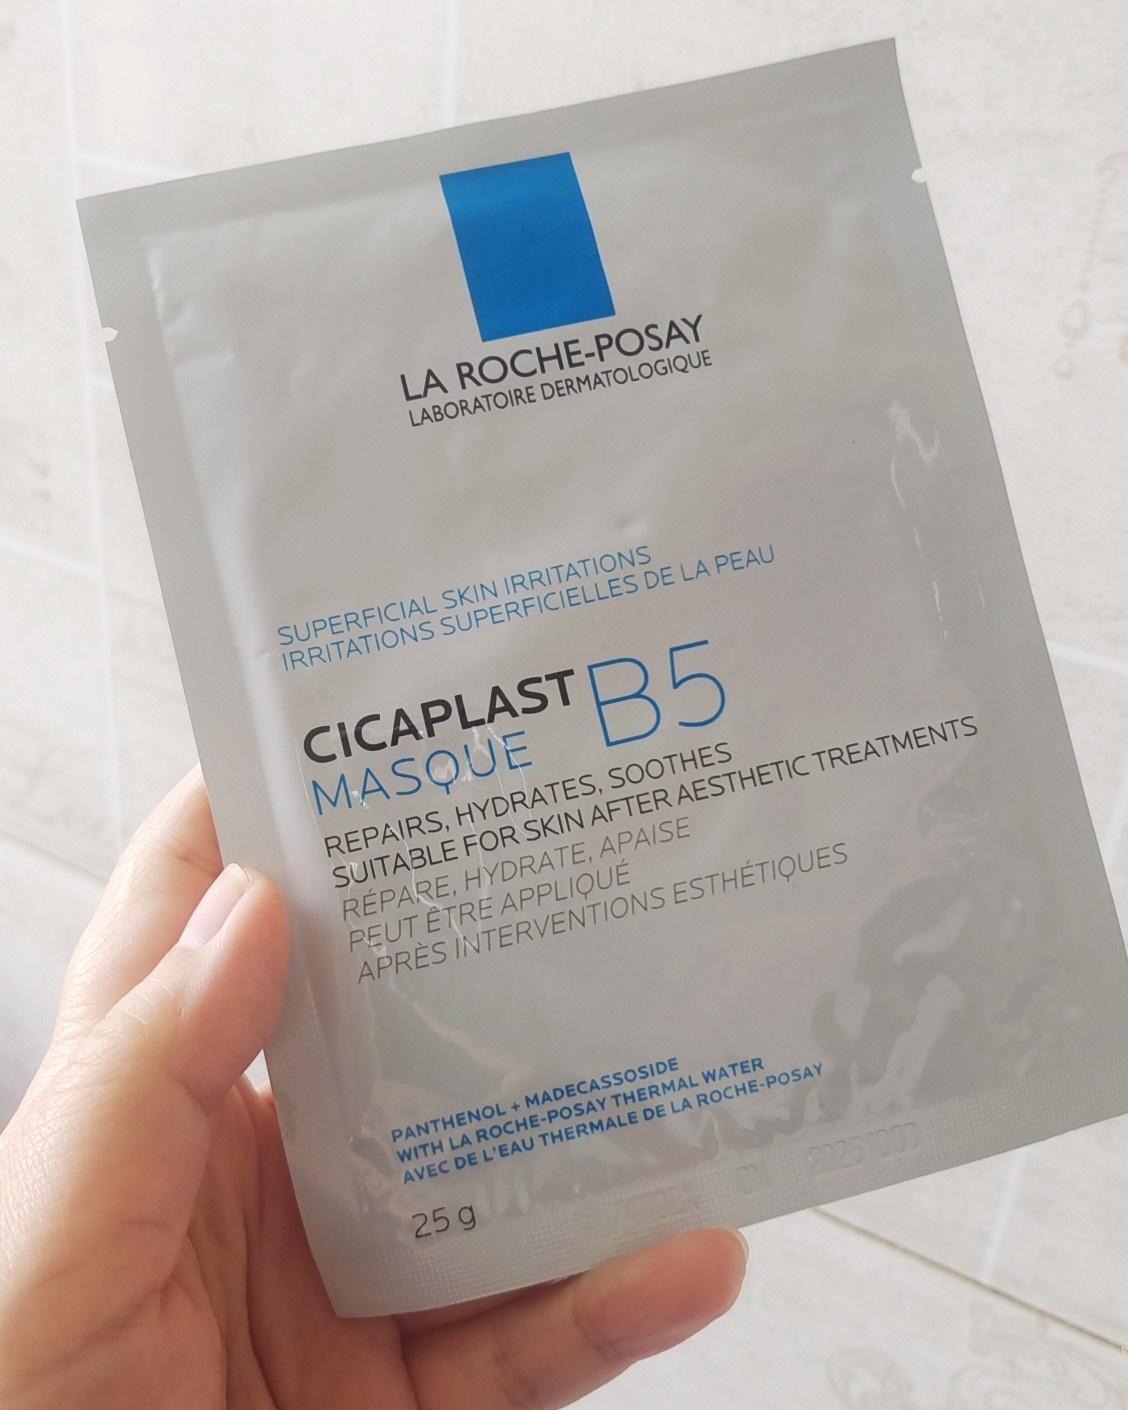 LA ROCHE-POSAY
LABORATOIRE DERMATOLOGIQUE
SUPERFICIAL SKIN IRRITATIONS
IRRITATIONS SUPERFICIELLES DE LA PEAU
CICAPLAST B5
MASQUE
REPAIRS, HYDRATES, SOOTHES
SUITABLE FOR SKIN AFTER AESTHETIC TREATMENTS
RÉPARE, HYDRATE, APAISE
PEUT ÊTRE APPLIQUÉ
APRÈS INTERVENTIONS ESTHÉTIQUES
PANTHENOL + MADECASSOSIDE
WITH LA ROCHE-POSAY THERMAL WATER
AVEC DE L'EAU THERMALE DE LA ROCHE-POSAY
25 g